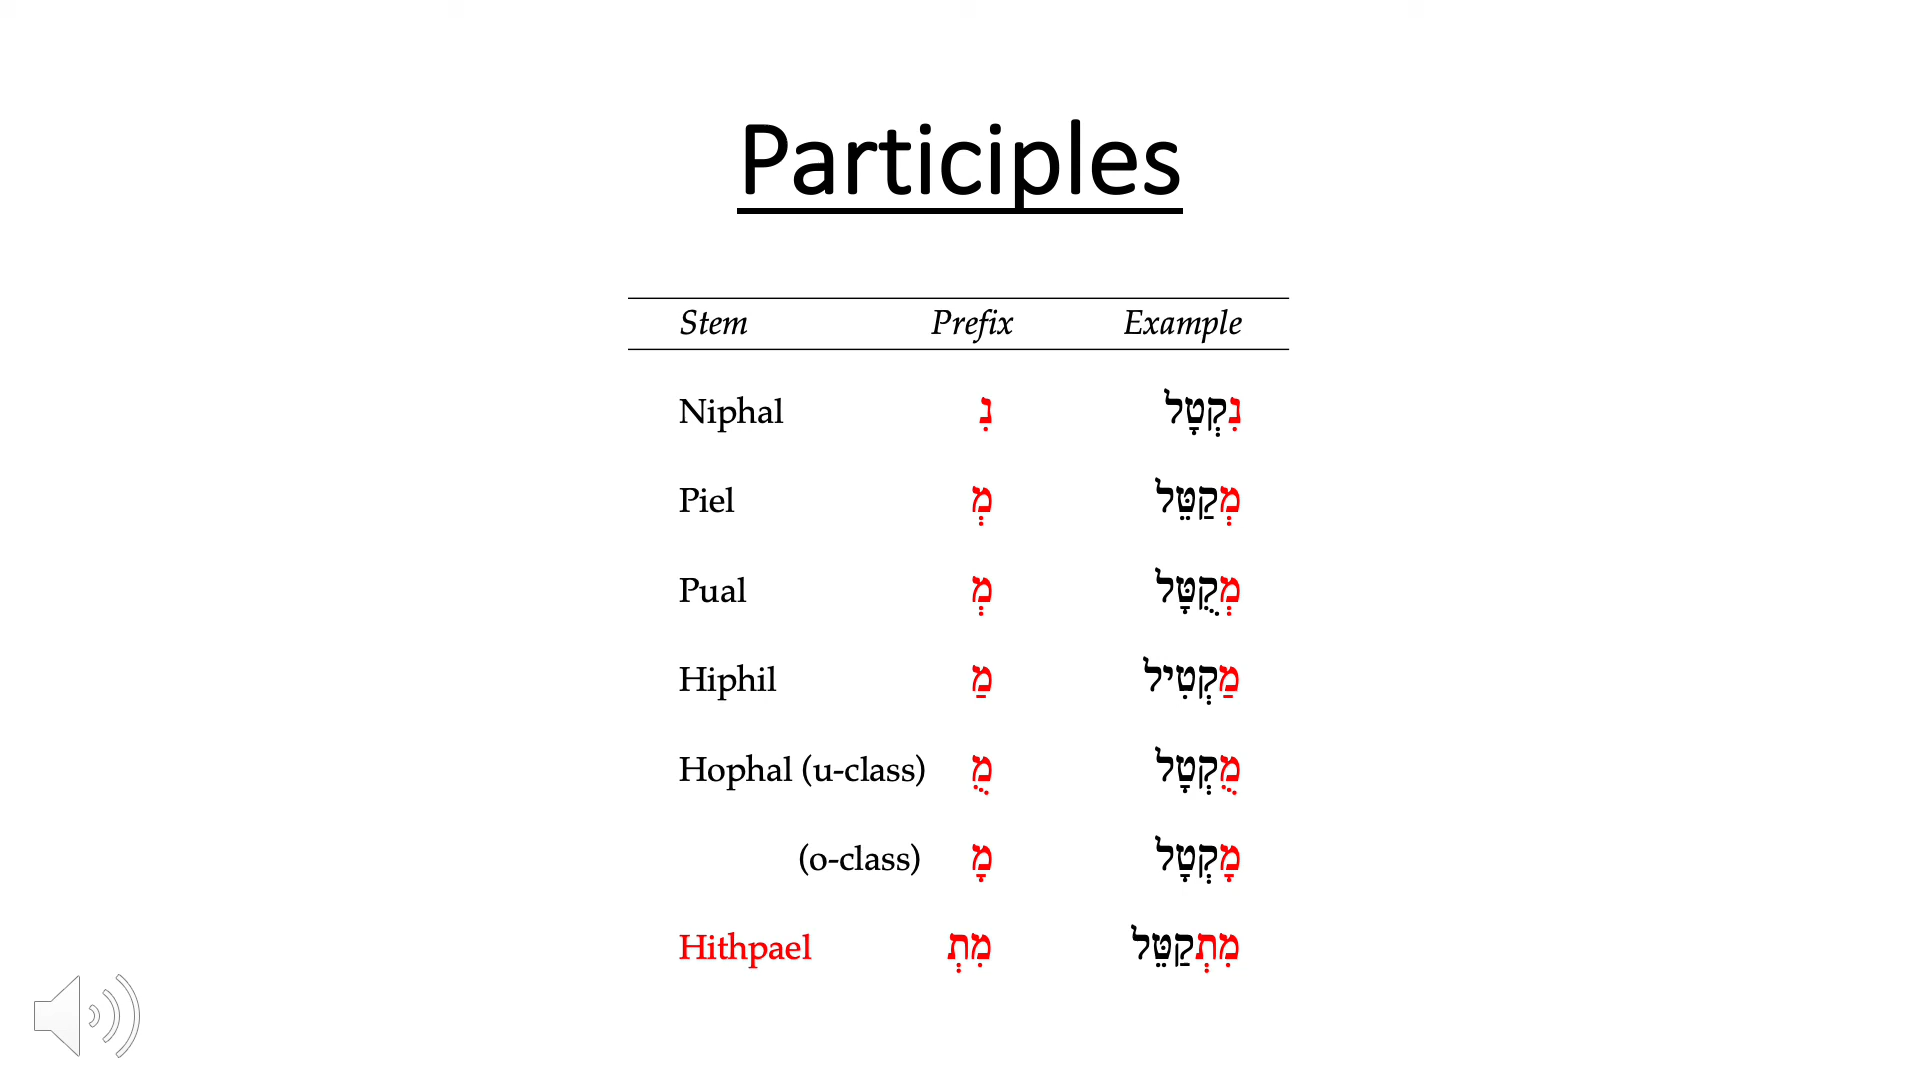 Participles
Stem Prefix Example
Niphal נִ נִקְטָל
Piel מְ מְקַטֵּל
Pual מְ מְקֻטָּל
Hiphil מַ מַקְטִיל
Hophal (u-class) מֻ מֻקְטָל
(o-class) מָ מָקְטָל
Hithpael מִתְ מִתְקַטֵּל